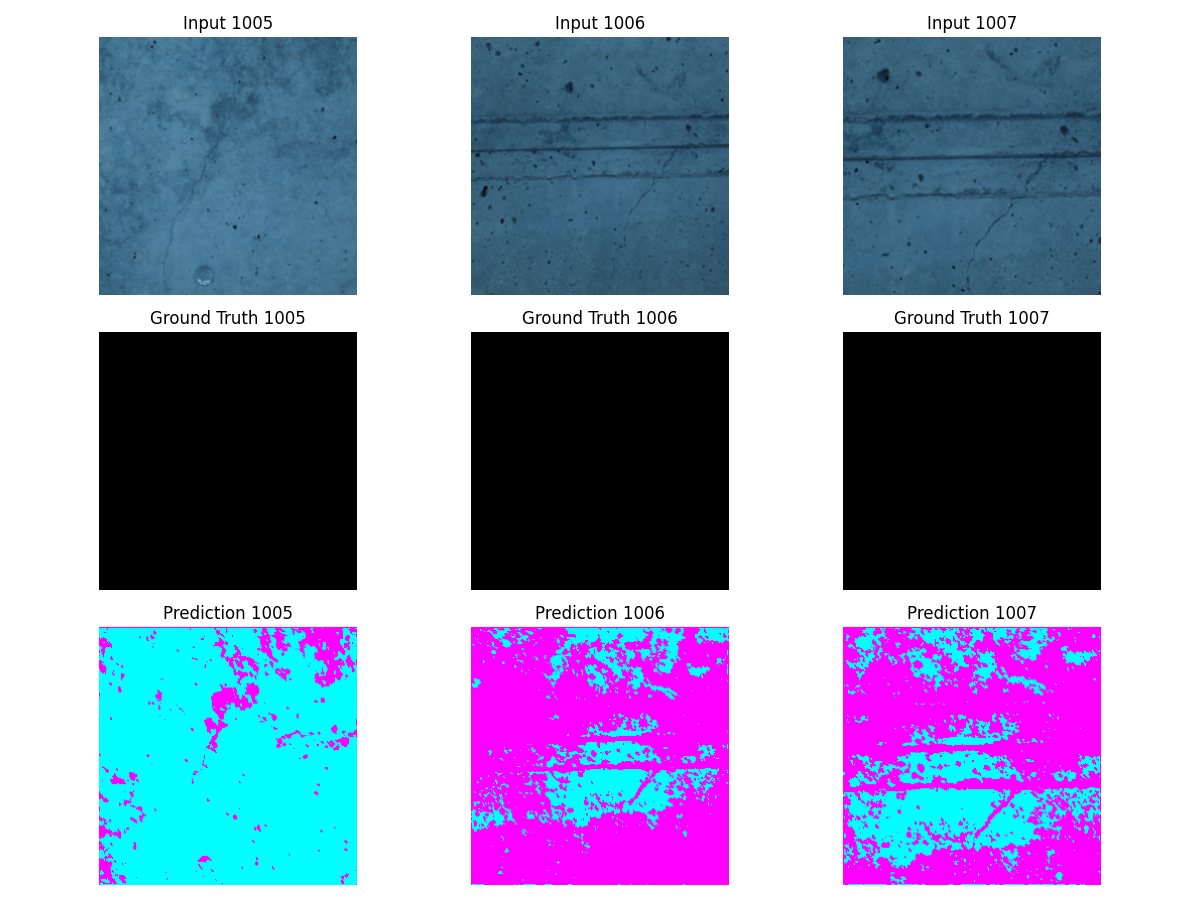 Input 1005
Input 1006
Input 1007
Ground Truth 1005
Ground Truth 1006
Ground Truth 1007
Prediction 1005
Prediction 1006
Prediction 1007